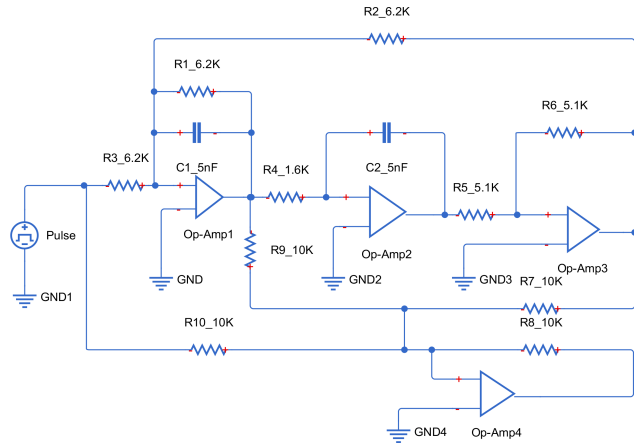 R2_6.2K
R1_6.2K
R6_5.1K
R3_6.2K
C1_5nF
R4_1.6K
C2_5nF
R5_5.1K
Pulse
Op-Amp1
R9_10K
Op-Amp2
Op-Amp3
GND
GND2
GND3
R7_10K
GND1
R10_10K
R8_10K
GND4
Op-Amp4